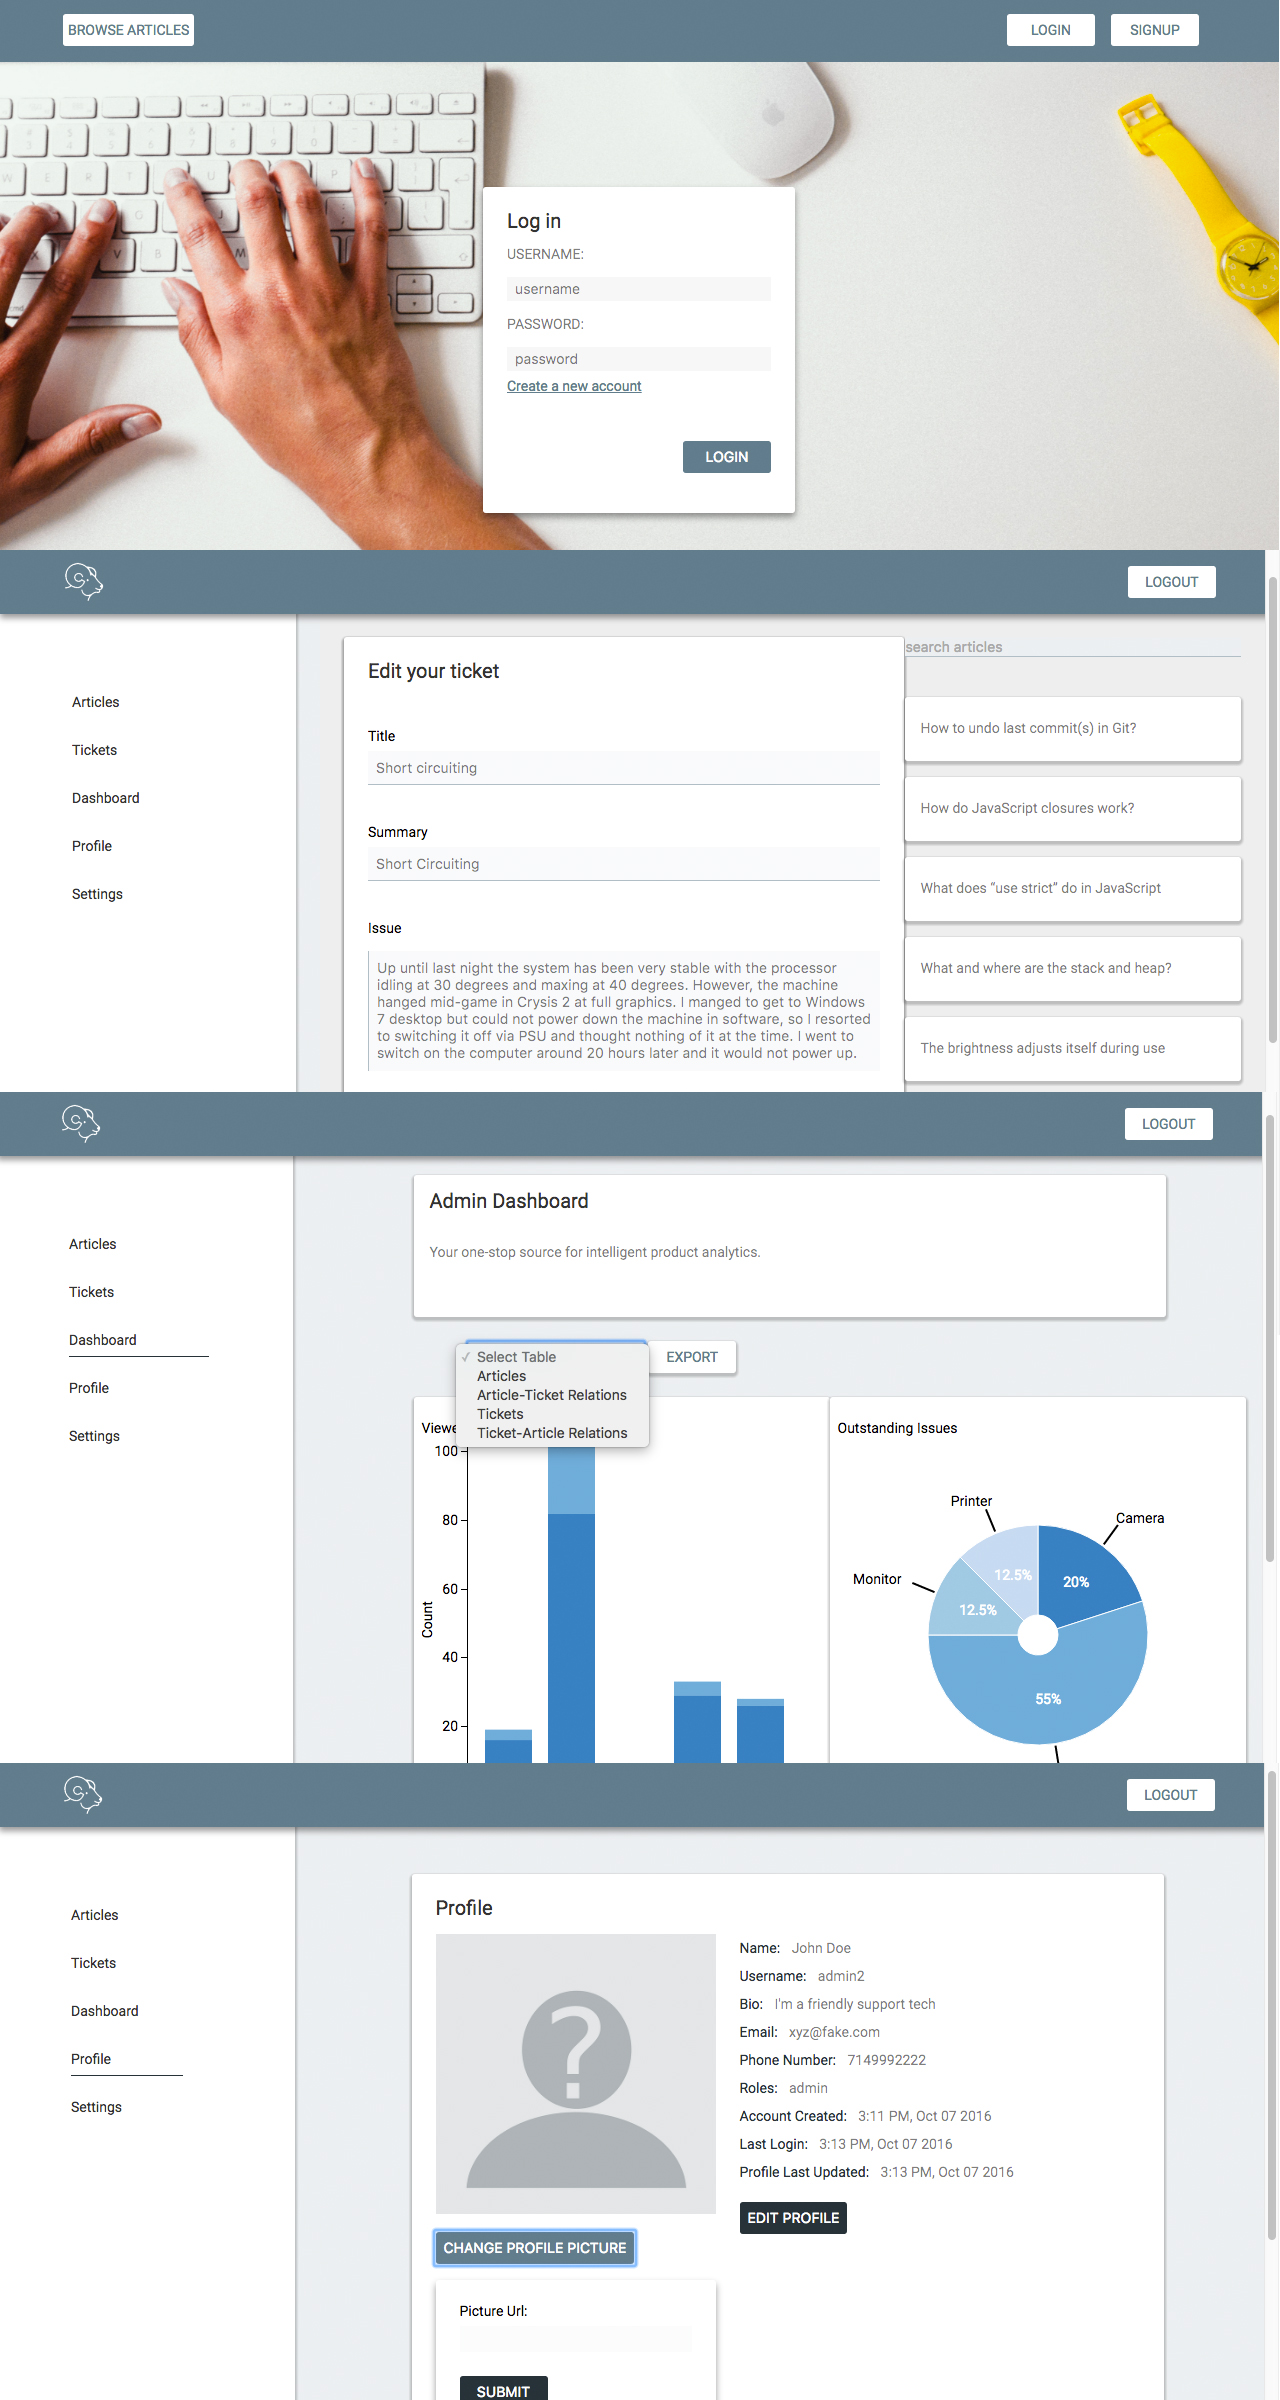 BROWSE ARTICLES
LOGIN
SIGNUP
Log in
USERNAME:
username
PASSWORD:
password
Create a new account
LOGIN
LOGOUT
Articles
Tickets
Dashboard
Profile
Settings
Edit your ticket
Title
Short circuiting
Summary
Short Circuiting
Issue
Up until last night the system has been very stable with the processor
idling at 30 degrees and maxing at 40 degrees. However, the machine
hanged mid-game in Crysis 2 at full graphics. I manged to get to Windows
7 desktop but could not power down the machine in software, so I resorted
to switching it off via PSU and thought nothing of it at the time. I went to
switch on the computer around 20 hours later and it would not power up.
search articles
How to undo last commit(s) in Git?
How do JavaScript closures work?
What does “use strict” do in JavaScript
What and where are the stack and heap?
The brightness adjusts itself during use
LOGOUT
Articles
Tickets
Dashboard
Profile
Settings
Admin Dashboard
Your one-stop source for intelligent product analytics.
✓ Select Table
Articles
Article-Ticket Relations
Tickets
Ticket-Article Relations
EXPORT
Viewe
100
80
60
40
20
Count
Outstanding Issues
Printer
Camera
Monitor
12.5%
20%
12.5%
55%
LOGOUT
Articles
Tickets
Dashboard
Profile
Settings
Profile
?
Name: John Doe
Username: admin2
Bio: I'm a friendly support tech
Email: xyz@fake.com
Phone Number: 7149992222
Roles: admin
Account Created: 3:11 PM, Oct 07 2016
Last Login: 3:13 PM, Oct 07 2016
Profile Last Updated: 3:13 PM, Oct 07 2016
EDIT PROFILE
CHANGE PROFILE PICTURE
Picture Url:
SUBMIT